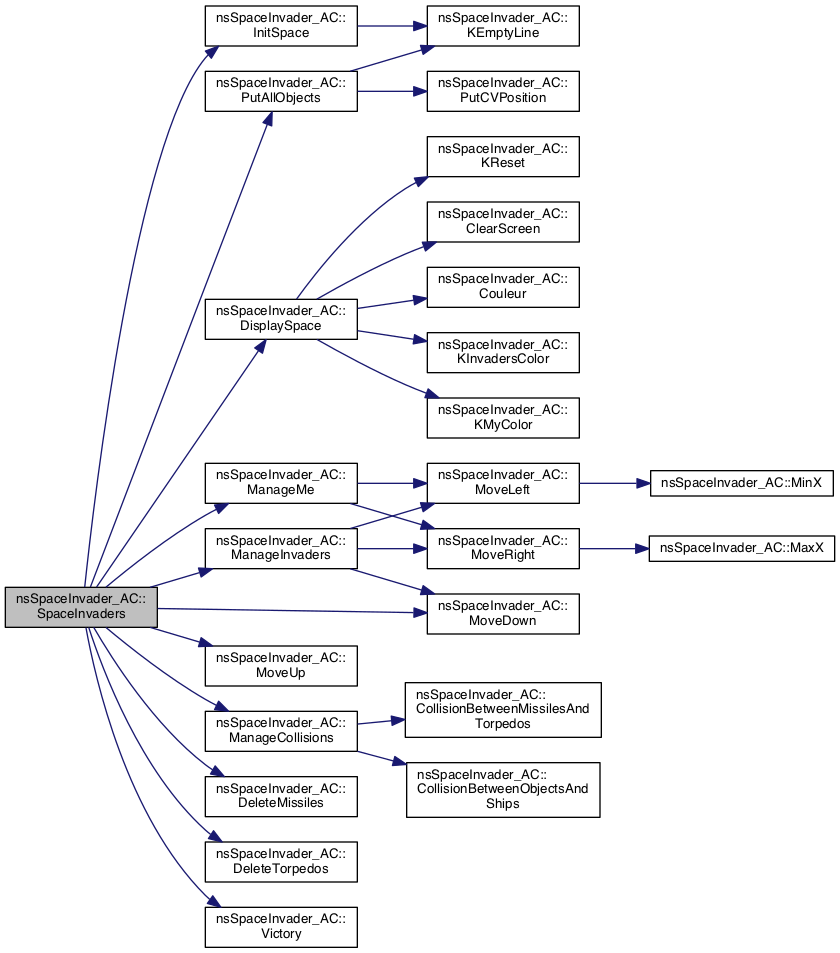 nsSpaceInvader_AC::
InitSpace
nsSpaceInvader_AC::
KEmptyLine
nsSpaceInvader_AC::
PutAllObjects
nsSpaceInvader_AC::
PutCVPosition
nsSpaceInvader_AC::
KReset
nsSpaceInvader_AC::
ClearScreen
nsSpaceInvader_AC::
Couleur
nsSpaceInvader_AC::
DisplaySpace
nsSpaceInvader_AC::
KInvadersColor
nsSpaceInvader_AC::
KMyColor
nsSpaceInvader_AC::
ManageMe
nsSpaceInvader_AC::
MoveLeft
nsSpaceInvader_AC::MinX
nsSpaceInvader_AC::
ManageInvaders
nsSpaceInvader_AC::
MoveRight
nsSpaceInvader_AC::MaxX
nsSpaceInvader_AC::
SpaceInvaders
nsSpaceInvader_AC::
MoveDown
nsSpaceInvader_AC::
MoveUp
nsSpaceInvader_AC::
CollisionBetweenMissilesAnd
Torpedos
nsSpaceInvader_AC::
ManageCollisions
nsSpaceInvader_AC::
CollisionBetweenObjectsAnd
Ships
nsSpaceInvader_AC::
DeleteMissiles
nsSpaceInvader_AC::
DeleteTorpedos
nsSpaceInvader_AC::
Victory